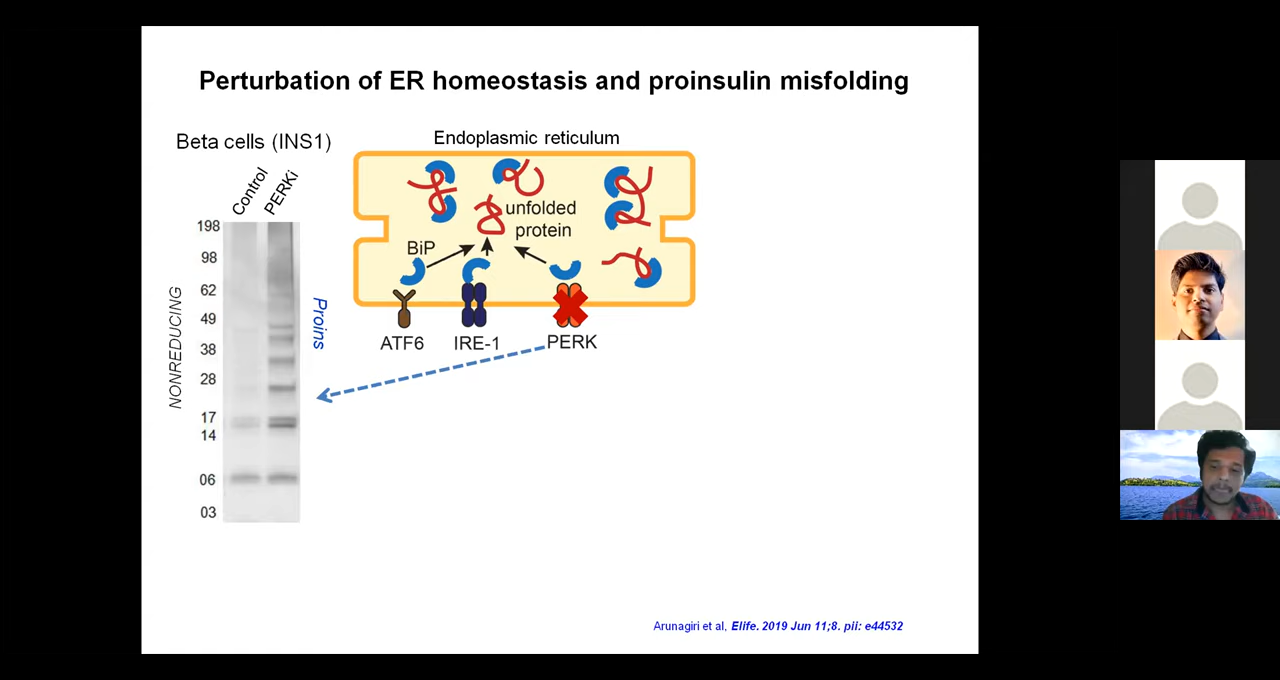 Perturbation of ER homeostasis and proinsulin misfolding
Beta cells (INS1)
Control
PERKi
198
98
62
49
38
28
17
14
06
03
NONREDUCING
Proins
Endoplasmic reticulum
unfolded
protein
BiP
ATF6
IRE-1
PERK
Arunagiri et al, Elife. 2019 Jun 11;8. pii: e44532